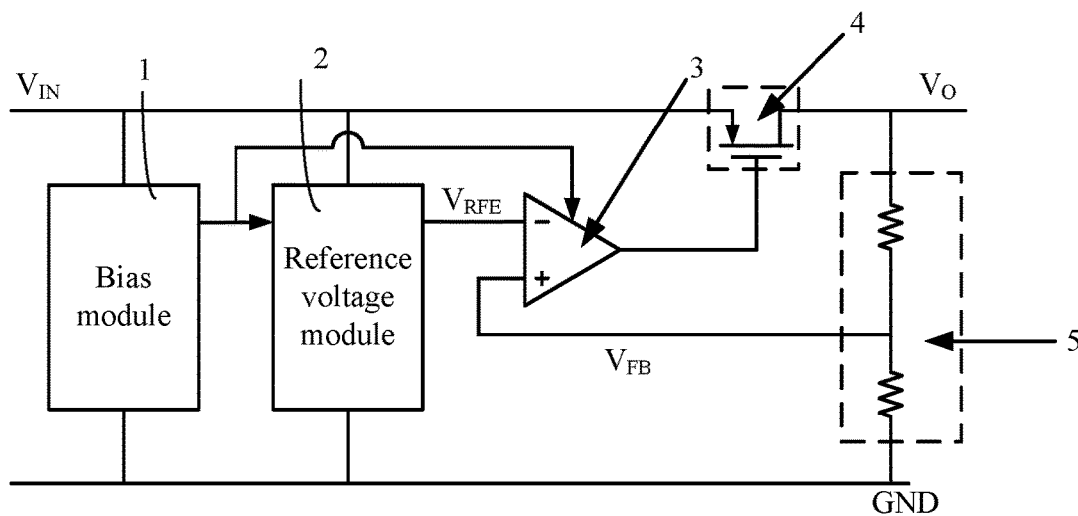 4
V_IN
1
2
3
V_O
V_RFE
-
+
Bias
module
Reference
voltage
module
V_FB
5
GND